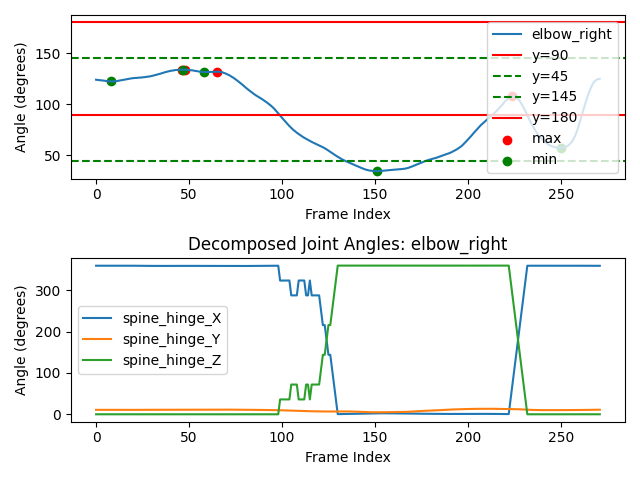 Angle (degrees)
150
100
50
0
50
100
150
200
250
Frame Index
elbow_right
y=90
y=45
y=145
y=180
max
min
Decomposed Joint Angles: elbow_right
Angle (degrees)
300
200
100
0
spine_hinge_X
spine_hinge_Y
spine_hinge_Z
0
50
100
150
200
250
Frame Index